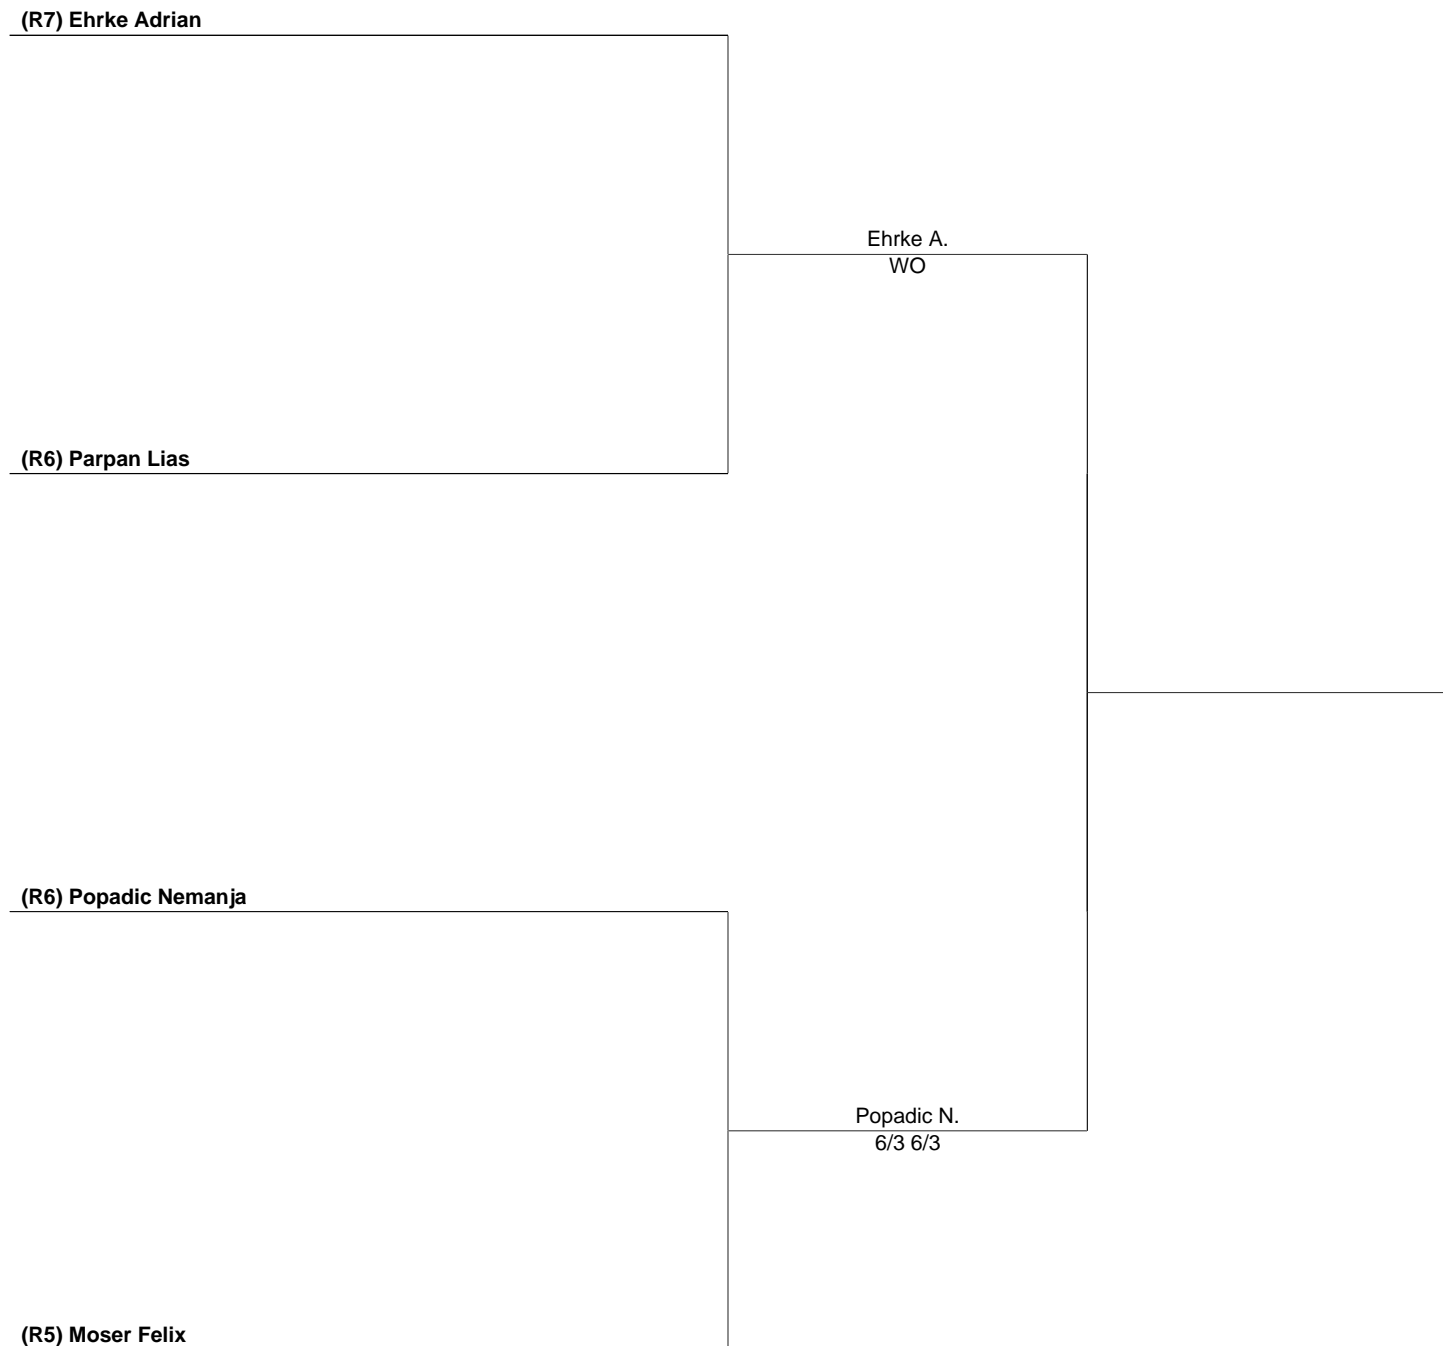 (R7) Ehrke Adrian
Ehrke A.
WO
(R6) Parpan Lias
(R6) Popadic Nemanja
Popadic N.
6/3 6/3
(R5) Moser Felix